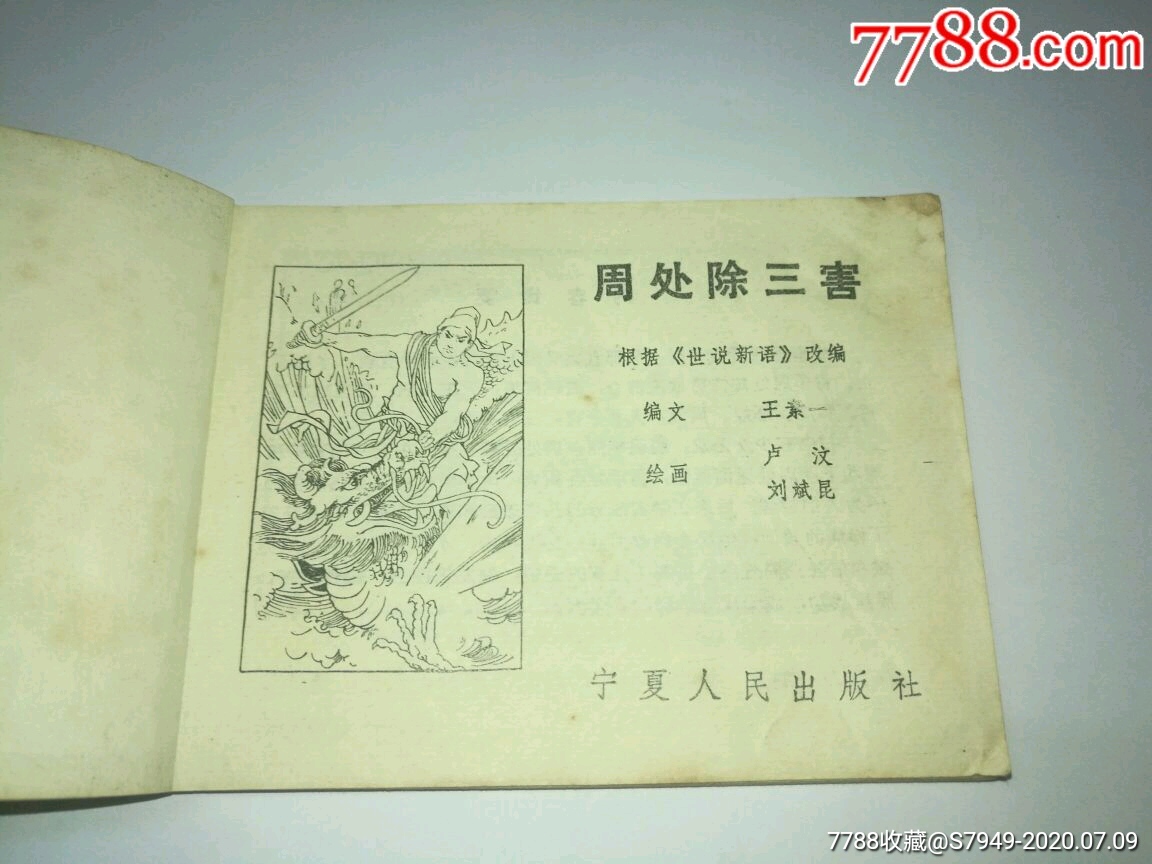 7788.com
周处除三害
根据《世说新语》改编
编文 王素一
绘画 卢汶
刘斌昆
宁夏人民出版社
7788收藏@S7949-2020.07.09